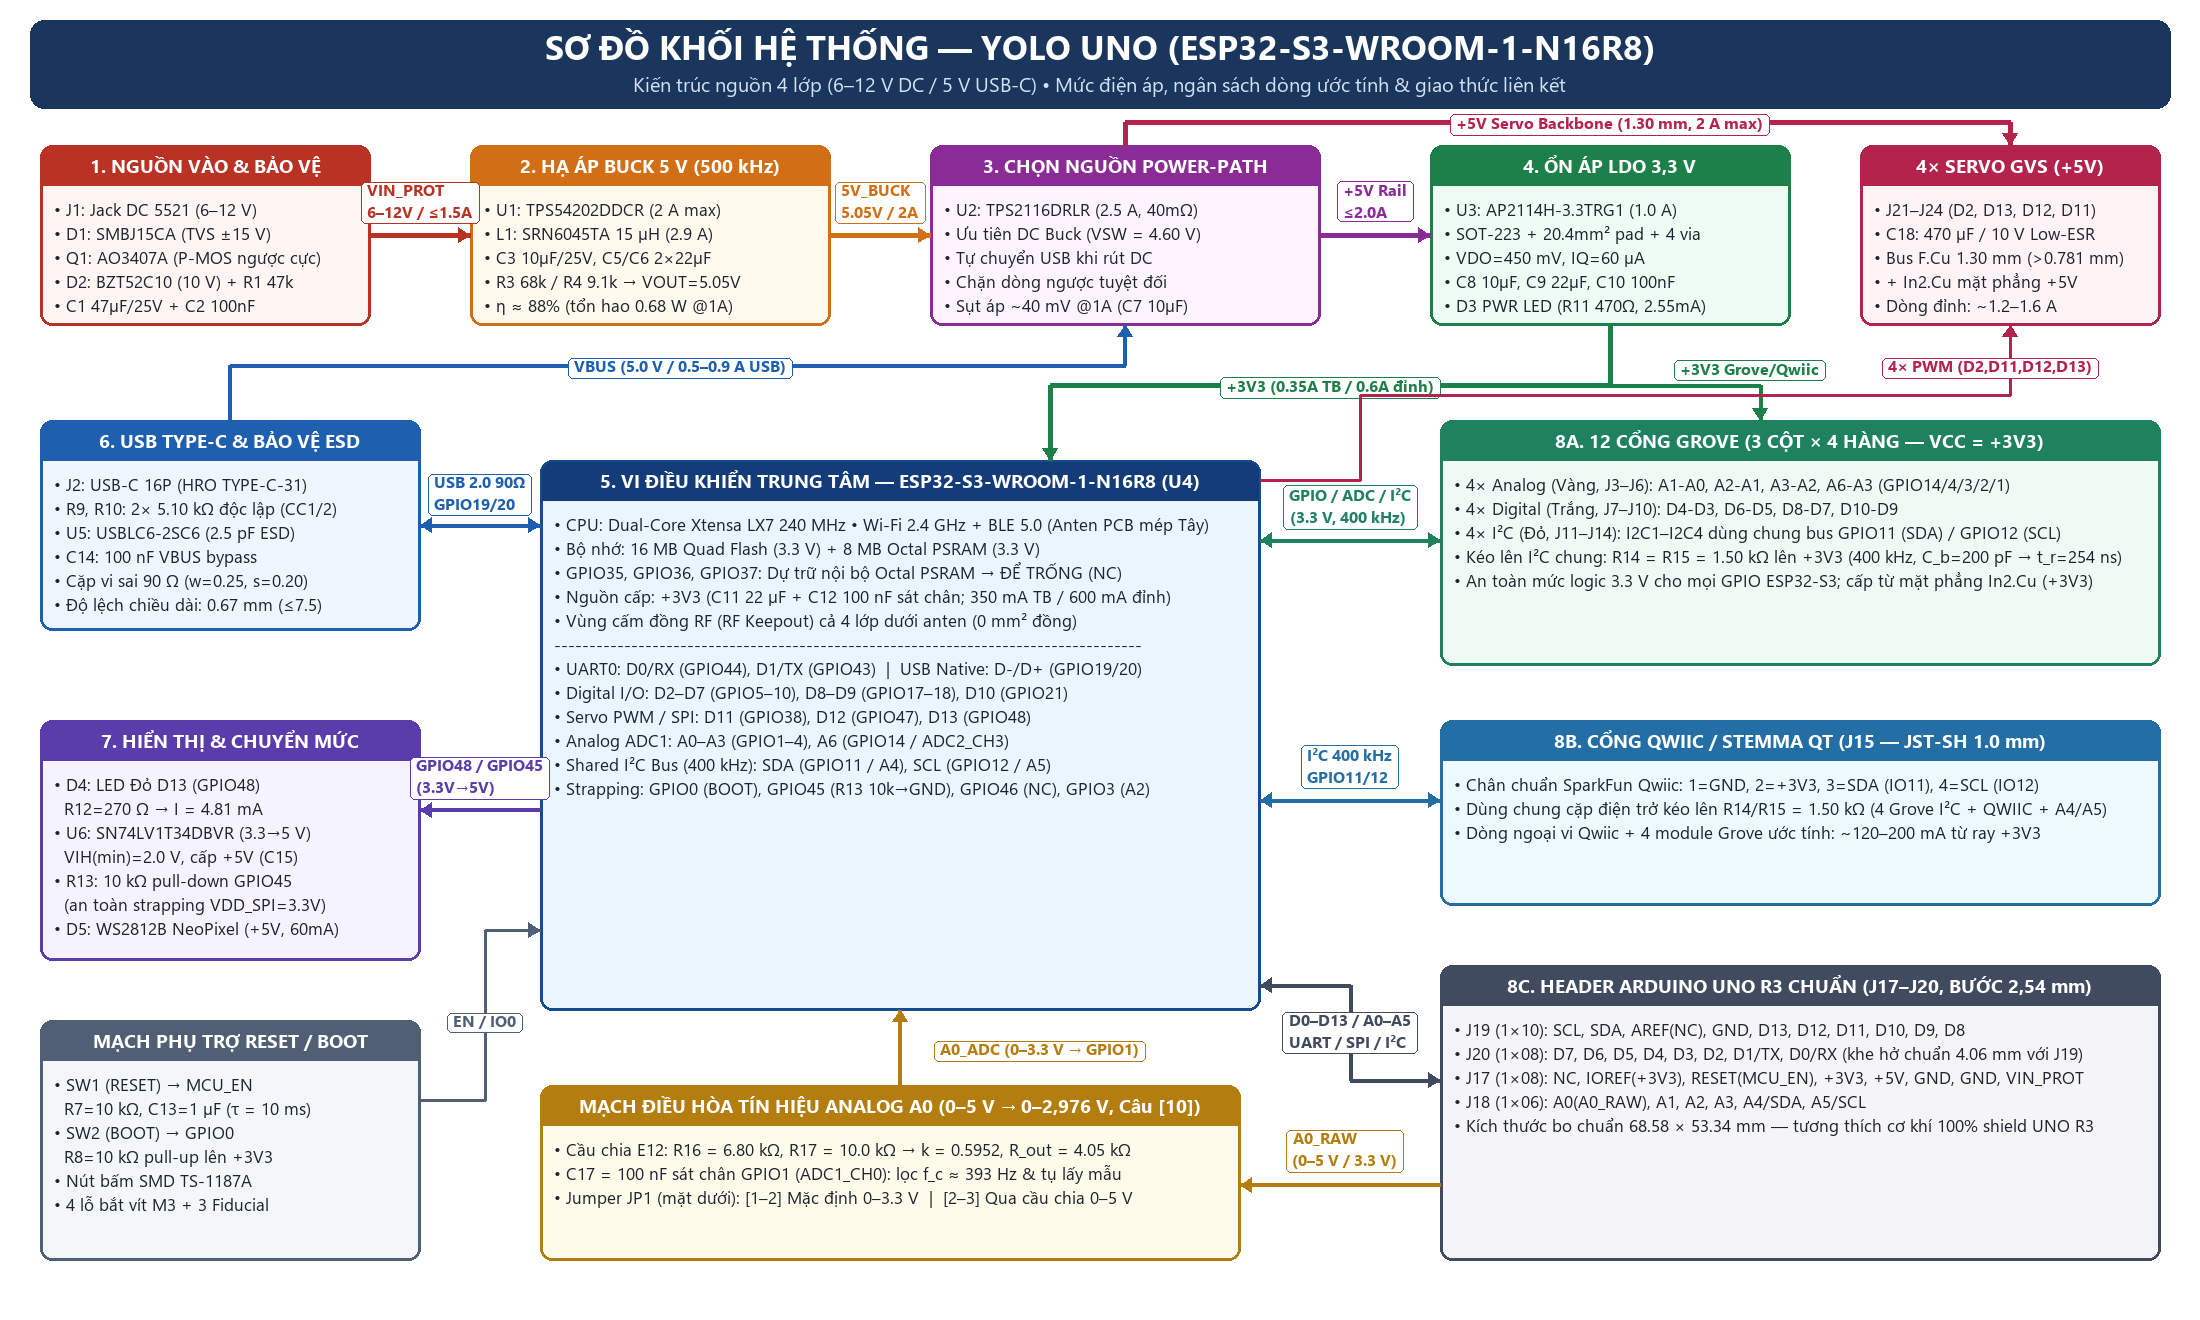 SƠ ĐỒ KHỐI HỆ THỐNG — YOLO UNO (ESP32-S3-WROOM-1-N16R8)
Kiến trúc nguồn 4 lớp (6–12 V DC / 5 V USB-C) • Mức điện áp, ngân sách dòng ước tính & giao thức liên kết
+5V Servo Backbone (1.30 mm, 2 A max)
1. NGUỒN VÀO & BẢO VỆ
• J1: Jack DC 5521 (6–12 V)
• D1: SMBJ15CA (TVS ±15 V)
• Q1: AO3407A (P-MOS ngược cực)
• D2: BZT52C10 (10 V) + R1 47k
• C1 47µF/25V + C2 100nF
VIN_PROT
6–12V / ≤1.5A
2. HẠ ÁP BUCK 5 V (500 kHz)
• U1: TPS54202DDCR (2 A max)
• L1: SRN6045TA 15 µH (2.9 A)
• C3 10µF/25V, C5/C6 2×22µF
• R3 68k / R4 9.1k → VOUT=5.05V
• η ≈ 88% (tổn hao 0.68 W @1A)
5V_BUCK
5.05V / 2A
3. CHỌN NGUỒN POWER-PATH
• U2: TPS2116DRLR (2.5 A, 40mΩ)
• Ưu tiên DC Buck (VSW = 4.60 V)
• Tự chuyển USB khi rút DC
• Chặn dòng ngược tuyệt đối
• Sụt áp ~40 mV @1A (C7 10µF)
+5V Rail
≤2.0A
4. ỔN ÁP LDO 3,3 V
• U3: AP2114H-3.3TRG1 (1.0 A)
• SOT-223 + 20.4mm² pad + 4 via
• VDO=450 mV, IQ=60 µA
• C8 10µF, C9 22µF, C10 100nF
• D3 PWR LED (R11 470Ω, 2.55mA)
4× SERVO GVS (+5V)
• J21–J24 (D2, D13, D12, D11)
• C18: 470 µF / 10 V Low-ESR
• Bus F.Cu 1.30 mm (>0.781 mm)
• + In2.Cu mặt phẳng +5V
• Dòng đỉnh: ~1.2–1.6 A
VBUS (5.0 V / 0.5–0.9 A USB)
+3V3 (0.35A TB / 0.6A đỉnh)
+3V3 Grove/Qwiic
4× PWM (D2,D11,D12,D13)
6. USB TYPE-C & BẢO VỆ ESD
• J2: USB-C 16P (HRO TYPE-C-31)
• R9, R10: 2× 5.10 kΩ độc lập (CC1/2)
• U5: USBLC6-2SC6 (2.5 pF ESD)
• C14: 100 nF VBUS bypass
• Cặp vi sai 90 Ω (w=0.25, s=0.20)
• Độ lệch chiều dài: 0.67 mm (≤7.5)
USB 2.0 90Ω
GPIO19/20
5. VI ĐIỀU KHIỂN TRUNG TÂM — ESP32-S3-WROOM-1-N16R8 (U4)
• CPU: Dual-Core Xtensa LX7 240 MHz • Wi-Fi 2.4 GHz + BLE 5.0 (Anten PCB mép Tây)
• Bộ nhớ: 16 MB Quad Flash (3.3 V) + 8 MB Octal PSRAM (3.3 V)
• GPIO35, GPIO36, GPIO37: Dự trữ nội bộ Octal PSRAM → ĐỂ TRỐNG (NC)
• Nguồn cấp: +3V3 (C11 22 µF + C12 100 nF sát chân; 350 mA TB / 600 mA đỉnh)
• Vùng cấm đồng RF (RF Keepout) cả 4 lớp dưới anten (0 mm² đồng)
------------------------------------------------------------------------------------
• UART0: D0/RX (GPIO44), D1/TX (GPIO43) | USB Native: D-/D+ (GPIO19/20)
• Digital I/O: D2–D7 (GPIO5–10), D8–D9 (GPIO17–18), D10 (GPIO21)
• Servo PWM / SPI: D11 (GPIO38), D12 (GPIO47), D13 (GPIO48)
• Analog ADC1: A0–A3 (GPIO1–4), A6 (GPIO14 / ADC2_CH3)
• Shared I²C Bus (400 kHz): SDA (GPIO11 / A4), SCL (GPIO12 / A5)
• Strapping: GPIO0 (BOOT), GPIO45 (R13 10k→GND), GPIO46 (NC), GPIO3 (A2)
GPIO / ADC / I²C
(3.3 V, 400 kHz)
8A. 12 CỔNG GROVE (3 CỘT × 4 HÀNG — VCC = +3V3)
• 4× Analog (Vàng, J3–J6): A1-A0, A2-A1, A3-A2, A6-A3 (GPIO14/4/3/2/1)
• 4× Digital (Trắng, J7–J10): D4-D3, D6-D5, D8-D7, D10-D9
• 4× I²C (Đỏ, J11–J14): I2C1–I2C4 dùng chung bus GPIO11 (SDA) / GPIO12 (SCL)
• Kéo lên I²C chung: R14 = R15 = 1.50 kΩ lên +3V3 (400 kHz, C_b=200 pF → t_r=254 ns)
• An toàn mức logic 3.3 V cho mọi GPIO ESP32-S3; cấp từ mặt phẳng In2.Cu (+3V3)
7. HIỂN THỊ & CHUYỂN MỨC
• D4: LED Đỏ D13 (GPIO48)
R12=270 Ω → I = 4.81 mA
• U6: SN74LV1T34DBVR (3.3→5 V)
VIH(min)=2.0 V, cấp +5V (C15)
• R13: 10 kΩ pull-down GPIO45
(an toàn strapping VDD_SPI=3.3V)
• D5: WS2812B NeoPixel (+5V, 60mA)
GPIO48 / GPIO45
(3.3V→5V)
I²C 400 kHz
GPIO11/12
8B. CỔNG QWIIC / STEMMA QT (J15 — JST-SH 1.0 mm)
• Chân chuẩn SparkFun Qwiic: 1=GND, 2=+3V3, 3=SDA (IO11), 4=SCL (IO12)
• Dùng chung cặp điện trở kéo lên R14/R15 = 1.50 kΩ (4 Grove I²C + QWIIC + A4/A5)
• Dòng ngoại vi Qwiic + 4 module Grove ước tính: ~120–200 mA từ ray +3V3
MẠCH PHỤ TRỢ RESET / BOOT
• SW1 (RESET) → MCU_EN
R7=10 kΩ, C13=1 µF (τ = 10 ms)
• SW2 (BOOT) → GPIO0
R8=10 kΩ pull-up lên +3V3
• Nút bấm SMD TS-1187A
• 4 lỗ bắt vít M3 + 3 Fiducial
EN / IO0
A0_ADC (0–3.3 V → GPIO1)
MẠCH ĐIỀU HÒA TÍN HIỆU ANALOG A0 (0–5 V → 0–2,976 V, Câu [10])
• Cầu chia E12: R16 = 6.80 kΩ, R17 = 10.0 kΩ → k = 0.5952, R_out = 4.05 kΩ
• C17 = 100 nF sát chân GPIO1 (ADC1_CH0): lọc f_c ≈ 393 Hz & tụ lấy mẫu
• Jumper JP1 (mặt dưới): [1–2] Mặc định 0–3.3 V | [2–3] Qua cầu chia 0–5 V
D0–D13 / A0–A5
UART / SPI / I²C
A0_RAW
(0–5 V / 3.3 V)
8C. HEADER ARDUINO UNO R3 CHUẨN (J17–J20, BƯỚC 2,54 mm)
• J19 (1×10): SCL, SDA, AREF(NC), GND, D13, D12, D11, D10, D9, D8
• J20 (1×08): D7, D6, D5, D4, D3, D2, D1/TX, D0/RX (khe hở chuẩn 4.06 mm với J19)
• J17 (1×08): NC, IOREF(+3V3), RESET(MCU_EN), +3V3, +5V, GND, GND, VIN_PROT
• J18 (1×06): A0(A0_RAW), A1, A2, A3, A4/SDA, A5/SCL
• Kích thước bo chuẩn 68.58 × 53.34 mm — tương thích cơ khí 100% shield UNO R3